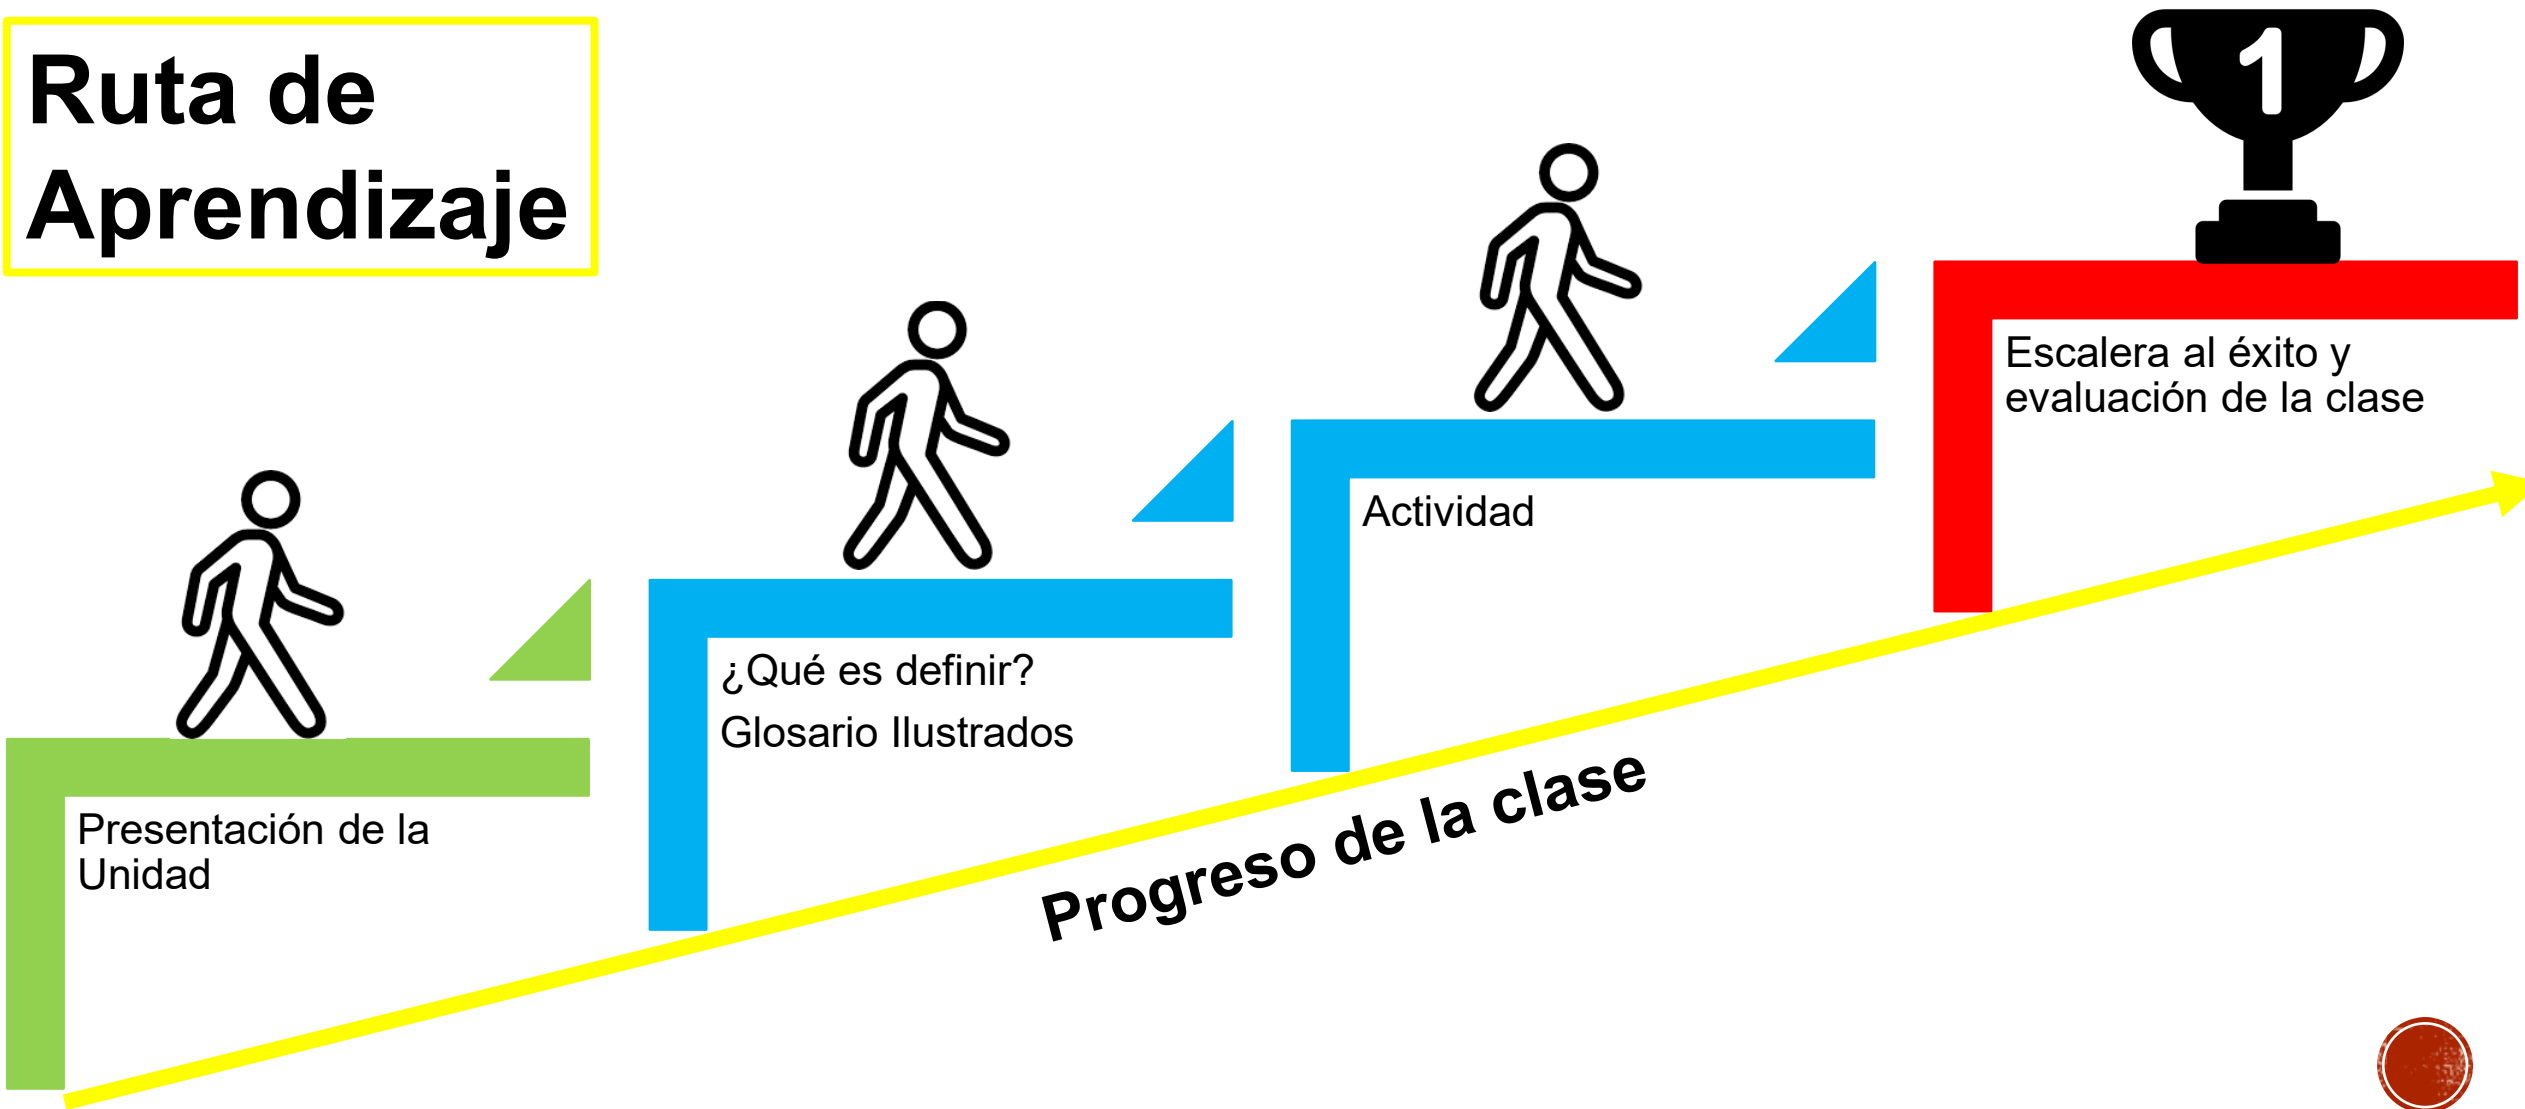 Ruta de
Aprendizaje
1
Escalera al éxito y
evaluación de la clase
Actividad
¿Qué es definir?
Glosario Ilustrados
Presentación de la
Unidad
Progreso de la clase